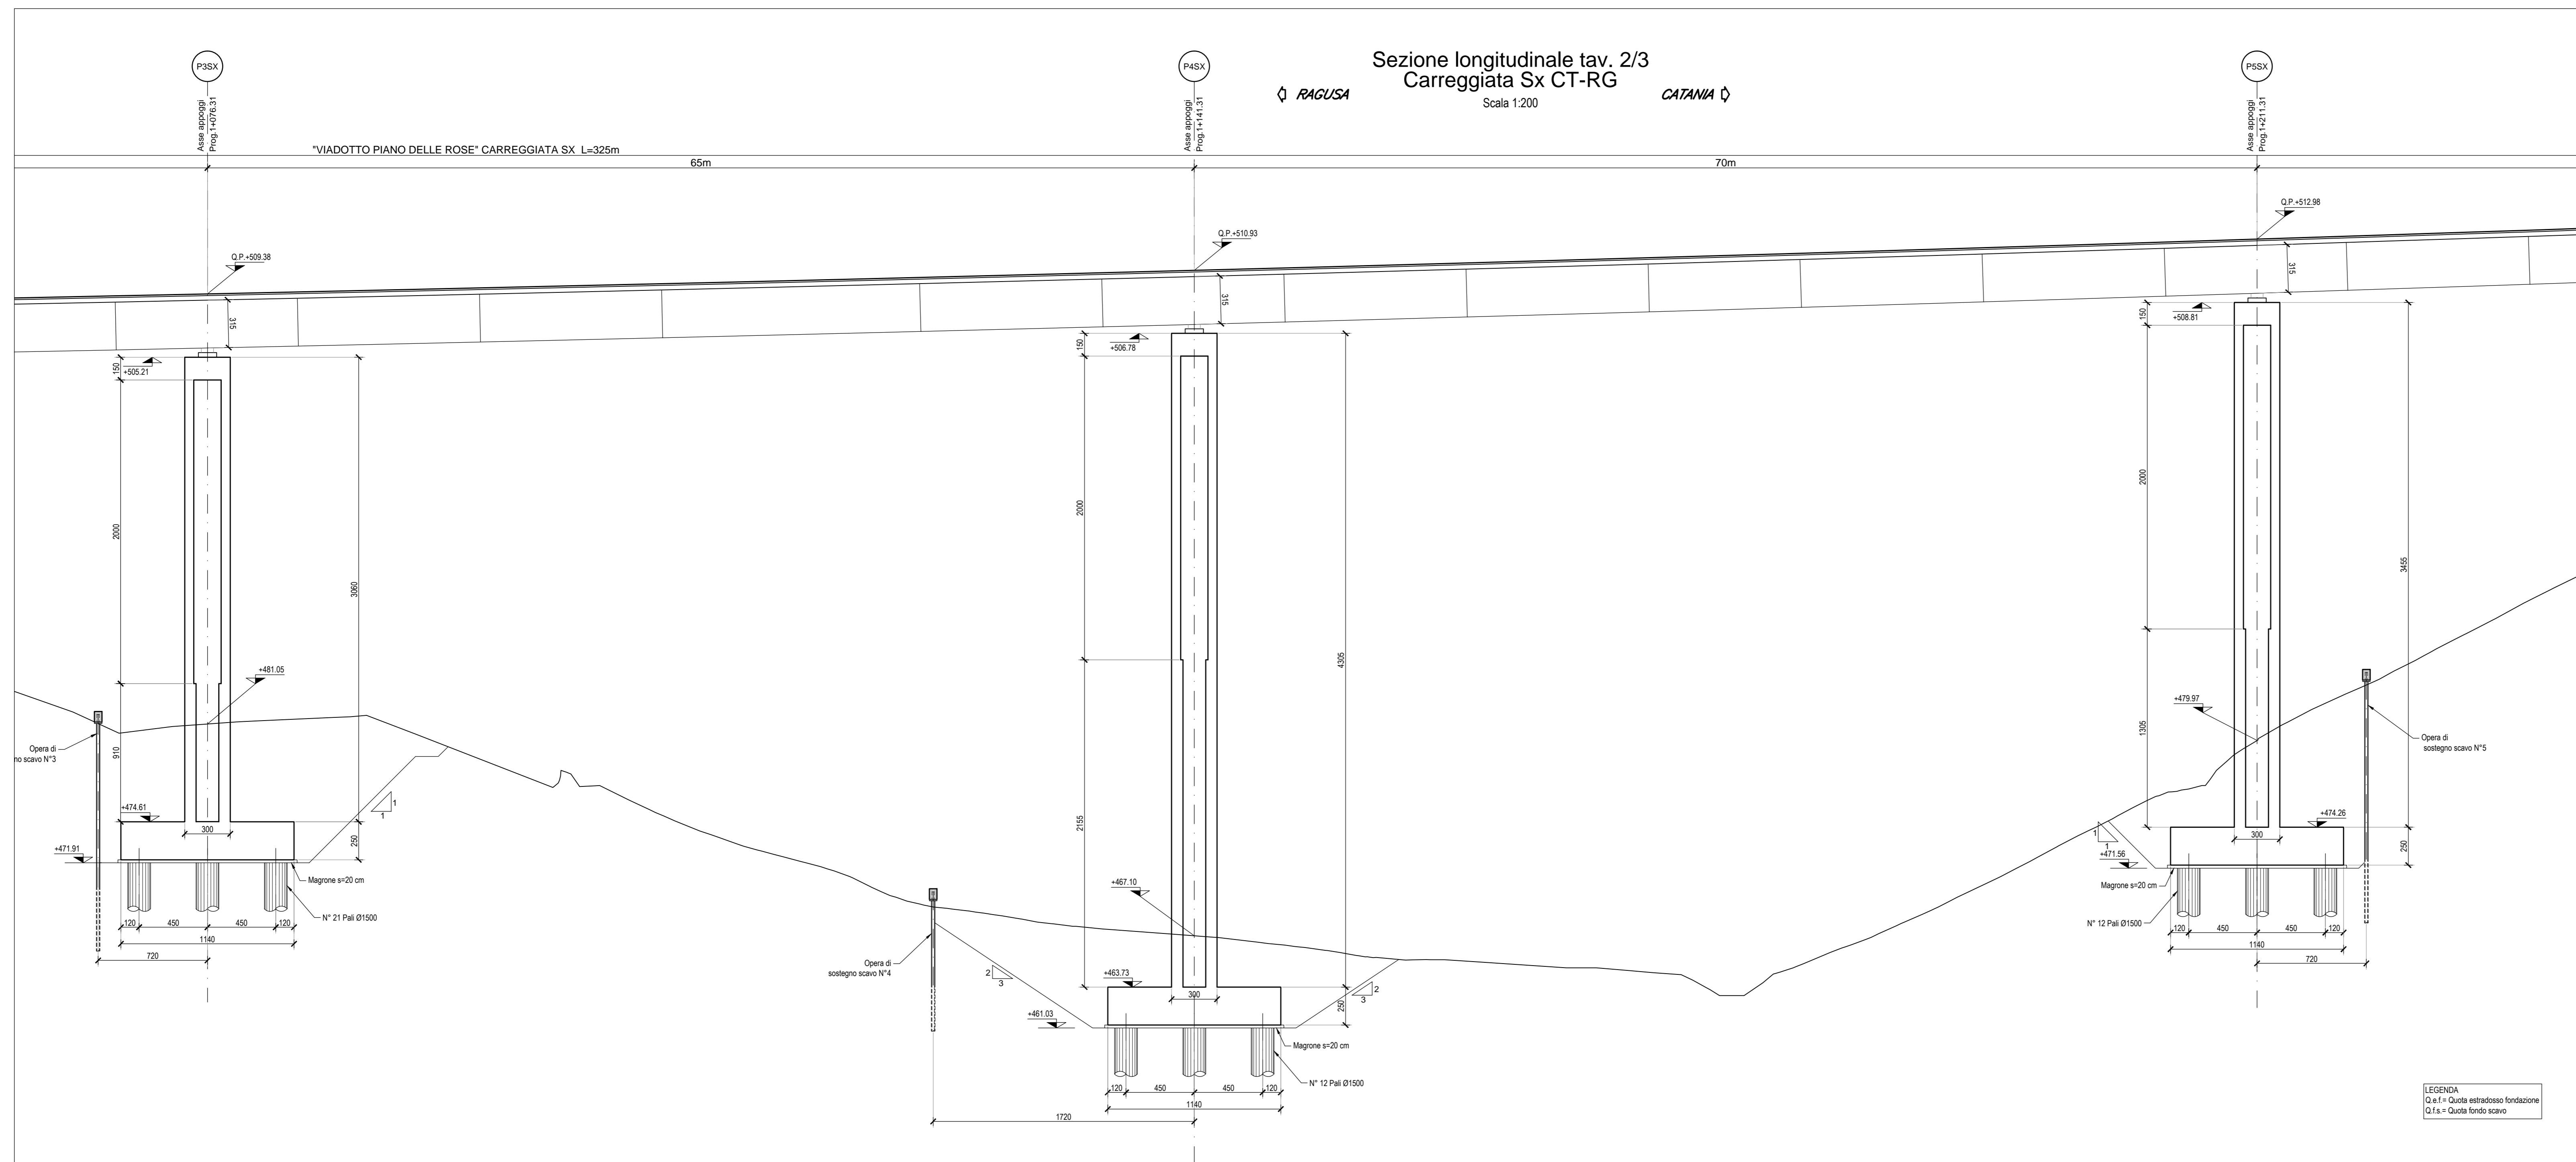 Sezione longitudinale tav. 2/3
Carreggiata Sx CT-RG
Scala 1:200
RAGUSA
CATANIA
P3SX
Asse appoggi
Prog.1+076.31
P4SX
Asse appoggi
Prog.1+141.31
P5SX
Asse appoggi
Prog.1+211.31
"VIADOTTO PIANO DELLE ROSE" CARREGGIATA SX L=325m
65m
70m
Q.P.+509.38
315
150
+505.21
2000
3060
+481.05
910
Opera di
no scavo N°3
+474.61
300
250
1
1
+471.91
Magrone s=20 cm
N° 21 Pali Ø1500
120
450
450
120
1140
720
Q.P.+510.93
315
150
+506.78
2000
4305
2155
+467.10
Opera di
sostegno scavo N°4
2
3
+463.73
300
250
2
3
+461.03
Magrone s=20 cm
N° 12 Pali Ø1500
120
450
450
120
1140
1720
Q.P.+512.98
315
150
+508.81
2000
3455
+479.97
1305
Opera di
sostegno scavo N°5
1
1
+474.26
300
250
+471.56
Magrone s=20 cm
N° 12 Pali Ø1500
120
450
450
120
1140
720
LEGENDA
Q.e.f.= Quota estradosso fondazione
Q.f.s.= Quota fondo scavo